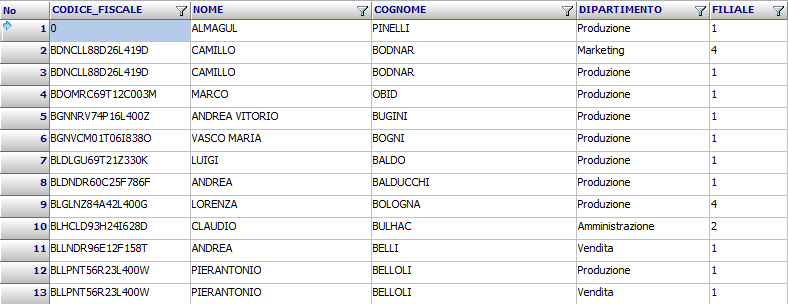 No CODICE_FISCALE NOME COGNOME DIPARTIMENTO FILIALE
1 0 ALMAGUL PINELLI Produzione 1
2 BDNCLL88D26L419D CAMILLO BODNAR Marketing 4
3 BDNCLL88D26L419D CAMILLO BODNAR Produzione 1
4 BDOMRC69T12C003M MARCO OBID Produzione 1
5 BGNNRV74P16L400Z ANDREA VITTORIO BUGINI Produzione 1
6 BGNVCM01T06I838O VASCO MARIA BOGNI Produzione 1
7 BLDLGU69T21Z330K LUIGI BALDO Produzione 1
8 BLDNDR60C25F786F ANDREA BALDUCCHI Produzione 1
9 BLGLNZ84A42L400G LORENZA BOLOGNA Produzione 4
10 BLHCLD93H24I628D CLAUDIO BULHAC Amministrazione 2
11 BLLNDR96E12F158T ANDREA BELLI Vendita 1
12 BLLPNT56R23L400W PIERANTONIO BELLOLI Produzione 1
13 BLLPNT56R23L400W PIERANTONIO BELLOLI Vendita 1